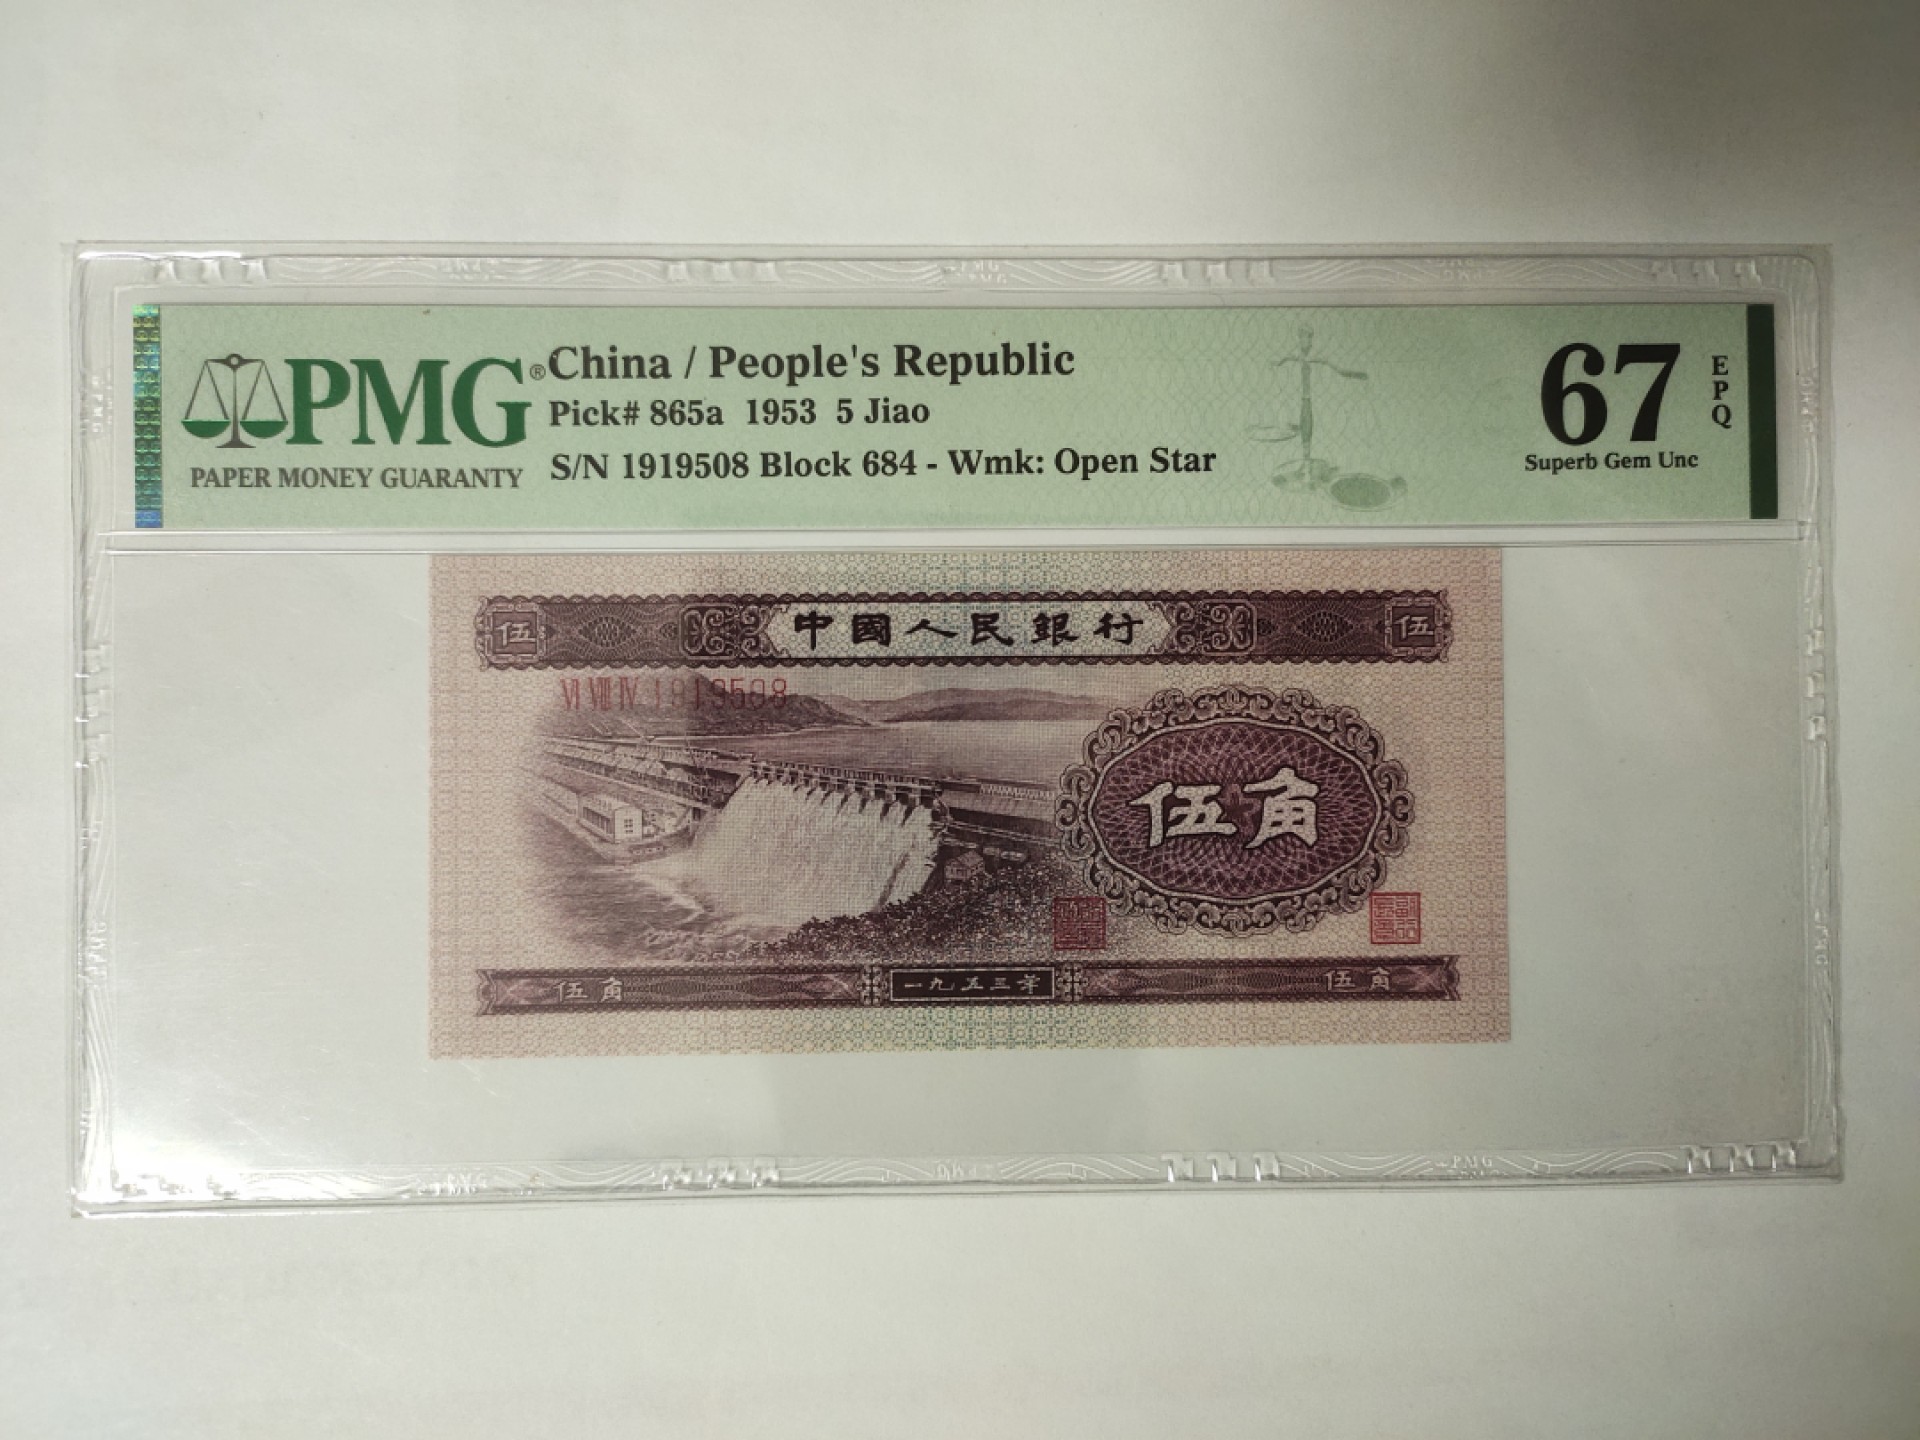 PMG®
PAPER MONEY GUARANTY
China / People's Republic
Pick# 865a 1953 5 Jiao
S/N 1919508 Block 684 - Wmk: Open Star
67
EPQ
Superb Gem Unc
伍 中國人民銀行 伍
VI VIII IV 1919508
伍角
伍角 一九五三年 伍角